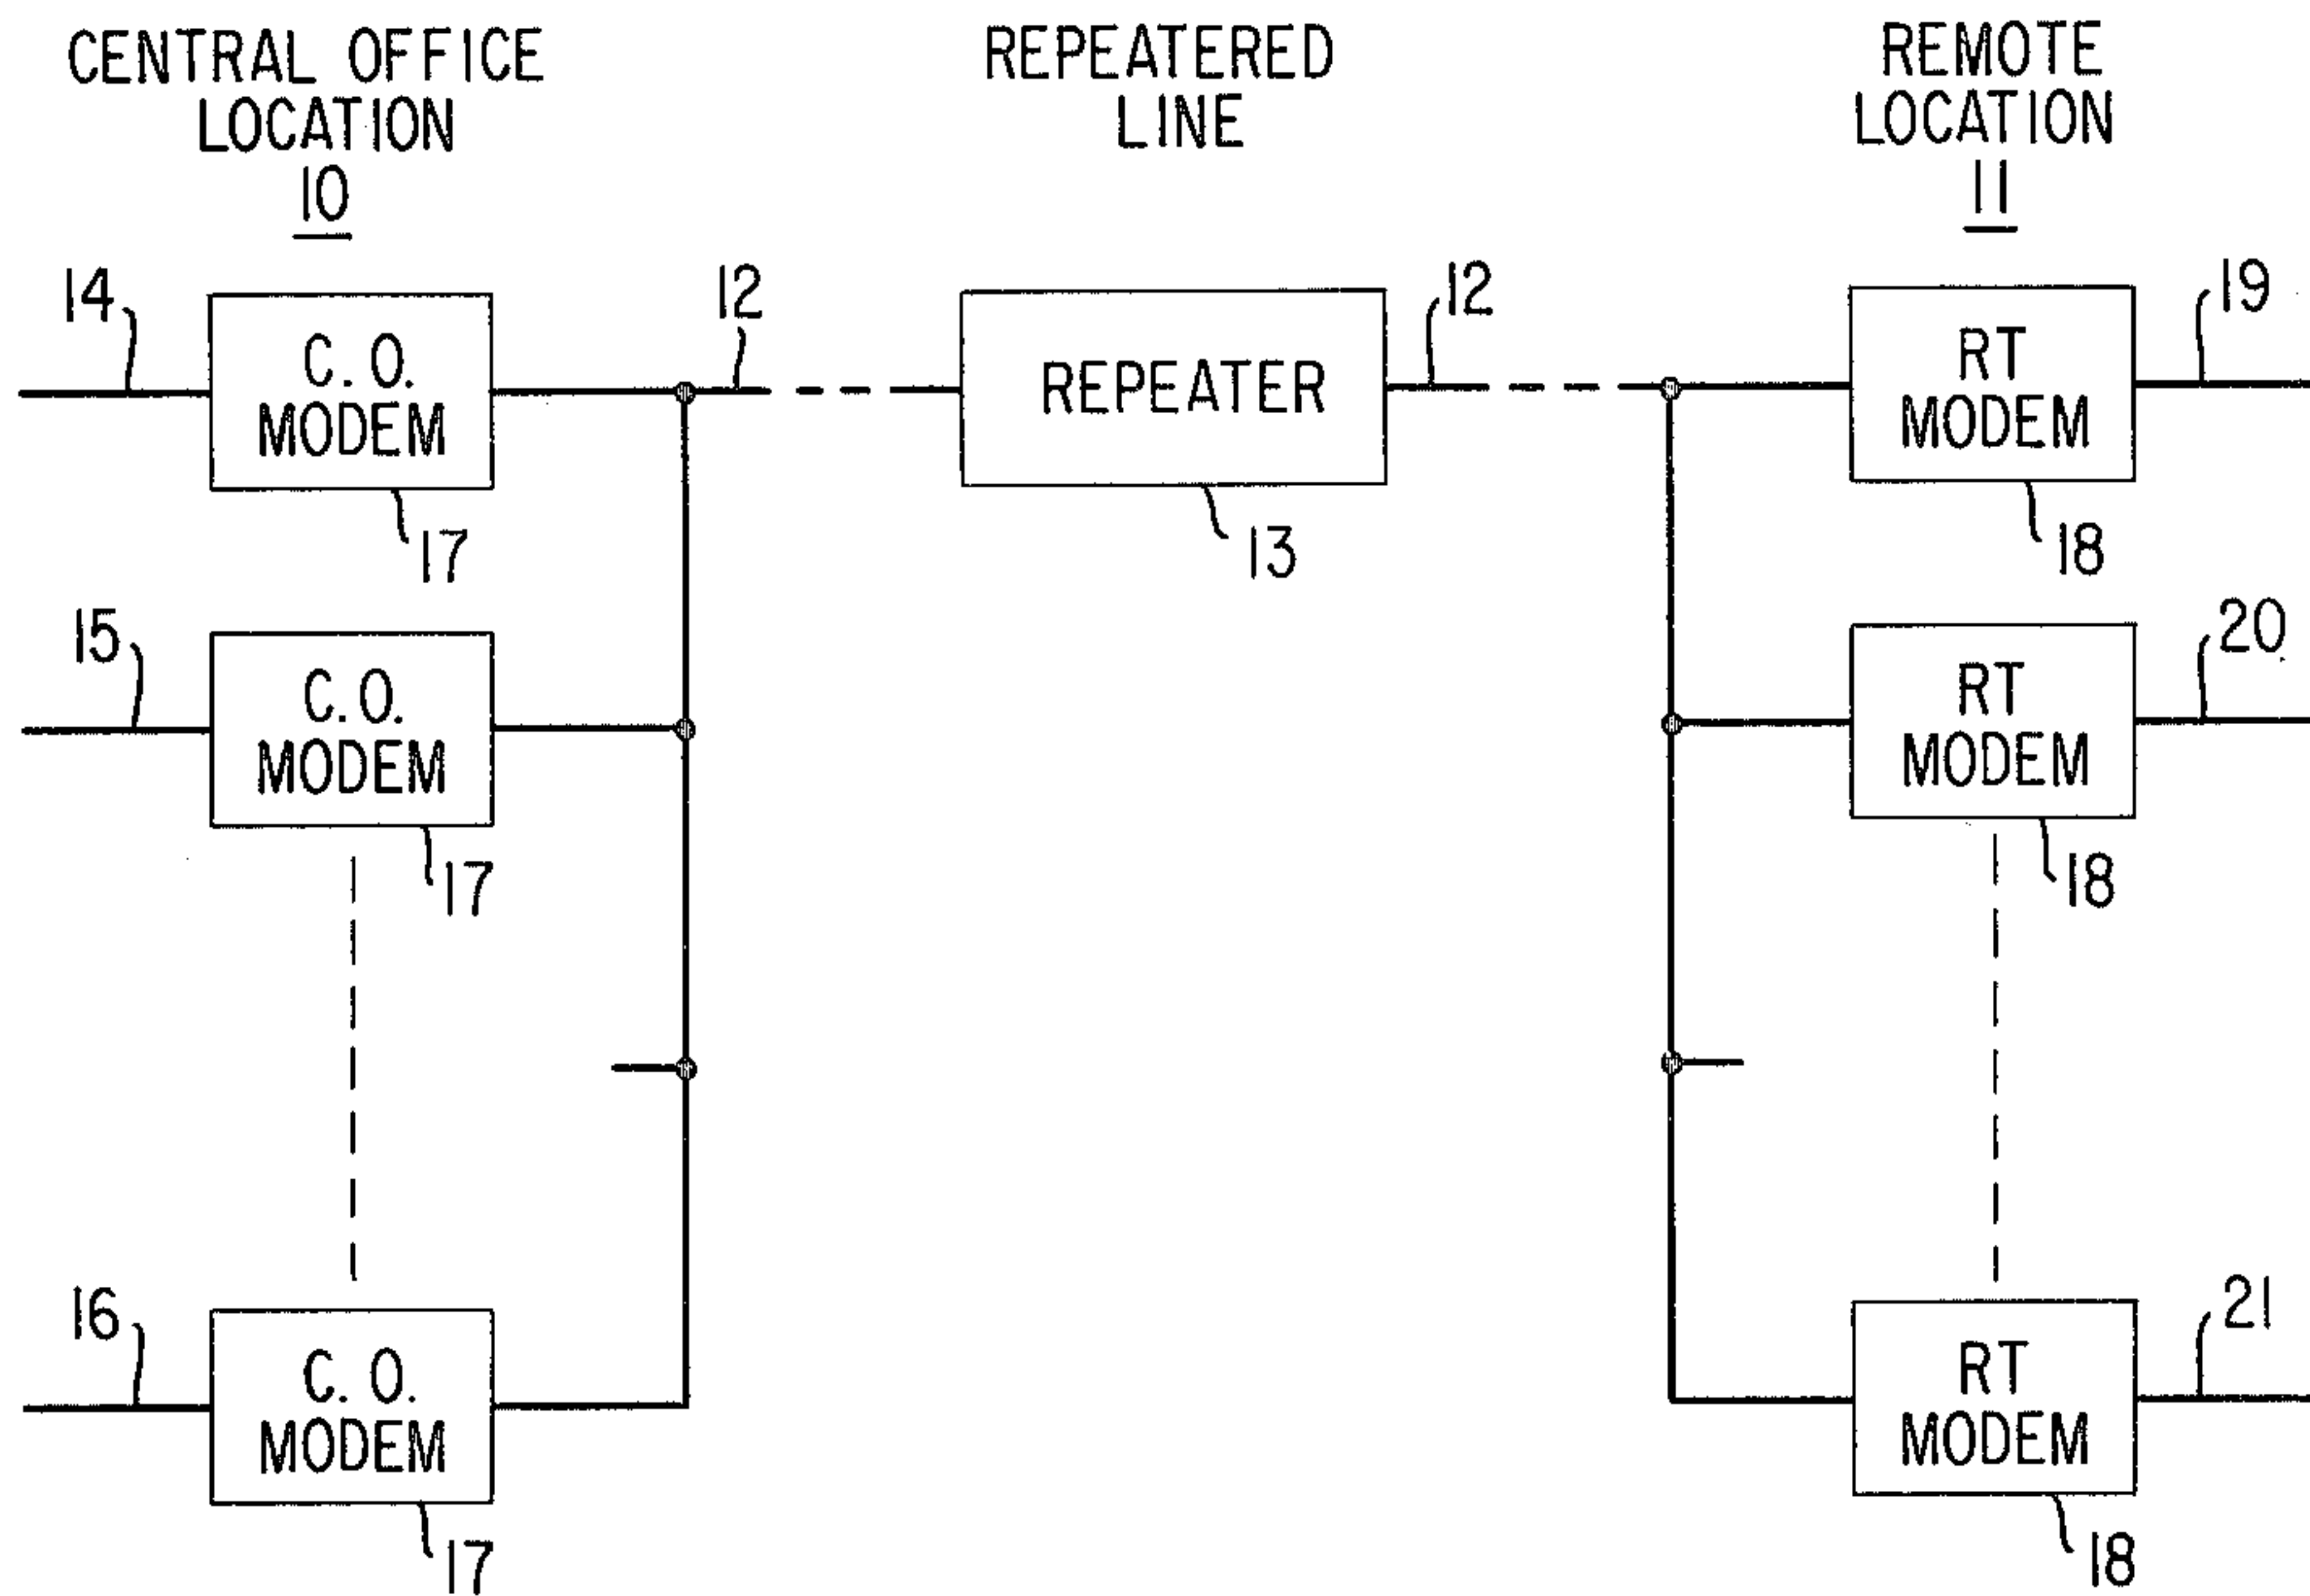 CENTRAL OFFICE
LOCATION
10
REPEATERED
LINE
REMOTE
LOCATION
11
14
C.O.
MODEM
17
12
REPEATER
13
12
RT
MODEM
18
19
15
C.O.
MODEM
17
RT
MODEM
18
20
16
C.O.
MODEM
17
RT
MODEM
18
21